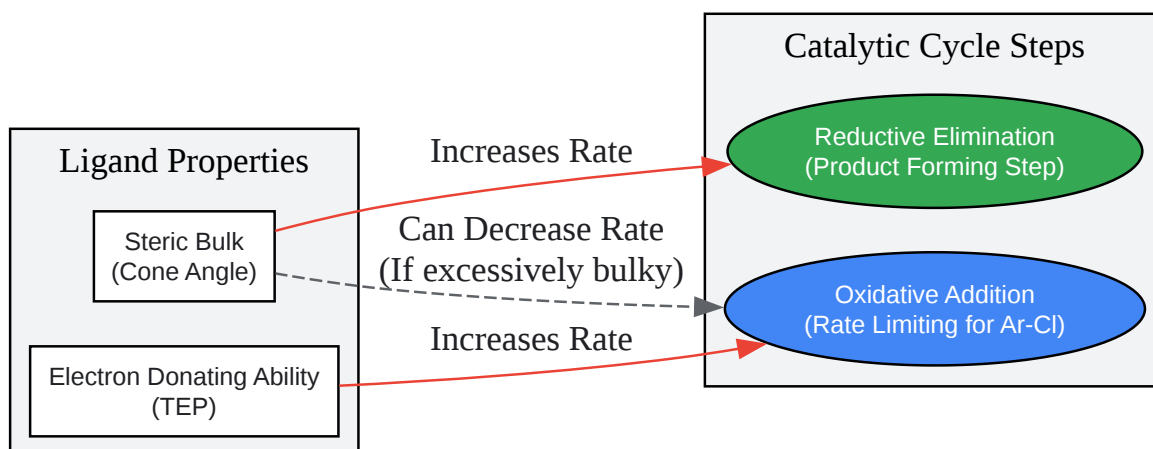 Catalytic Cycle Steps
Reductive Elimination
(Product Forming Step)
Oxidative Addition
(Rate Limiting for Ar-Cl)
Ligand Properties
Steric Bulk
(Cone Angle)
Electron Donating Ability
(TEP)
Increases Rate
Can Decrease Rate
(If excessively bulky)
Increases Rate